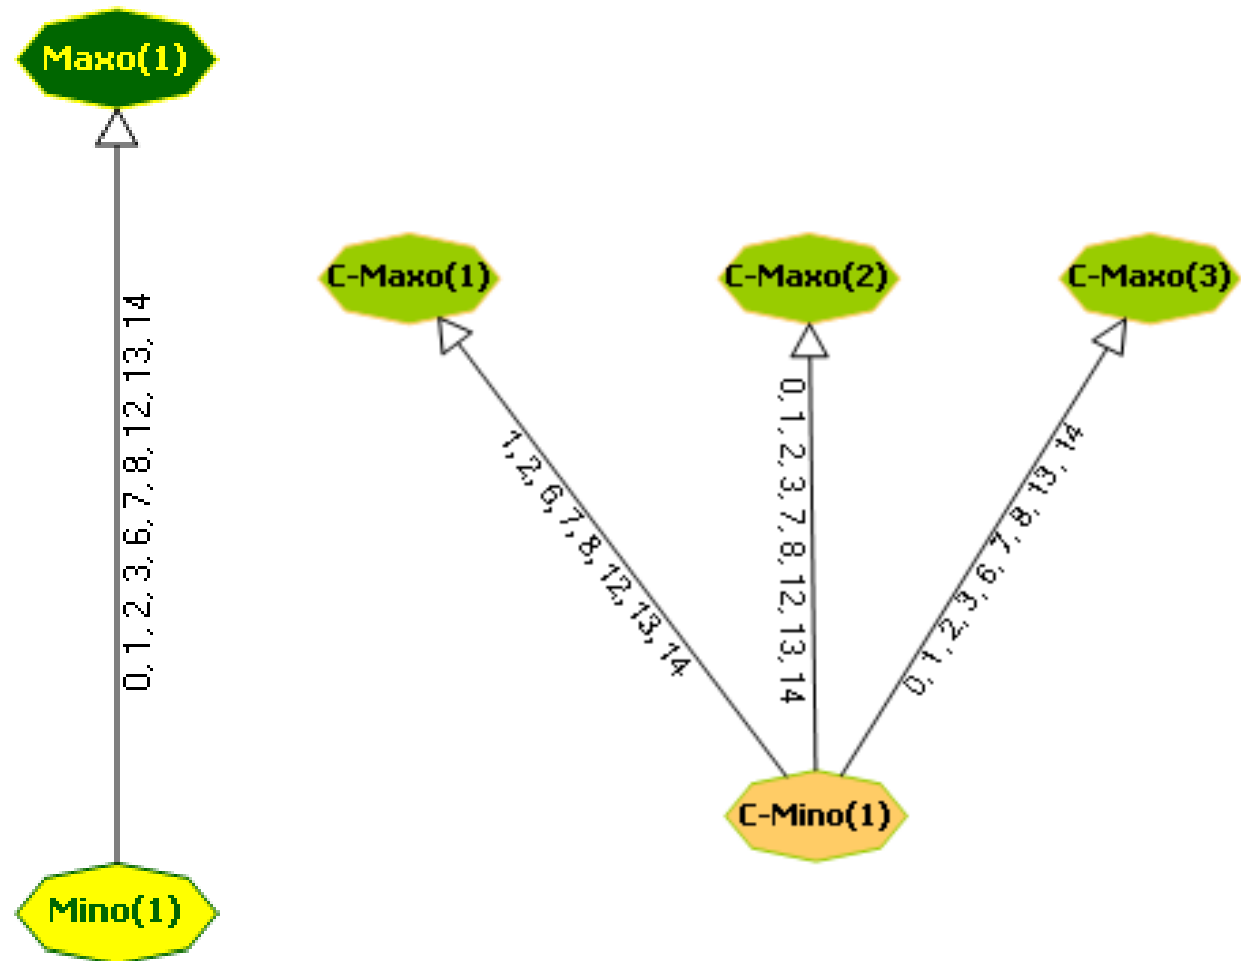 Maxo(1)
0, 1, 2, 3, 6, 7, 8, 12, 13, 14
Mino(1)
C-Maxo(1)
C-Maxo(2)
C-Maxo(3)
1, 2, 6, 7, 8, 12, 13, 14
0, 1, 2, 3, 7, 8, 12, 13, 14
0, 1, 2, 3, 6, 7, 8, 13, 14
C-Mino(1)